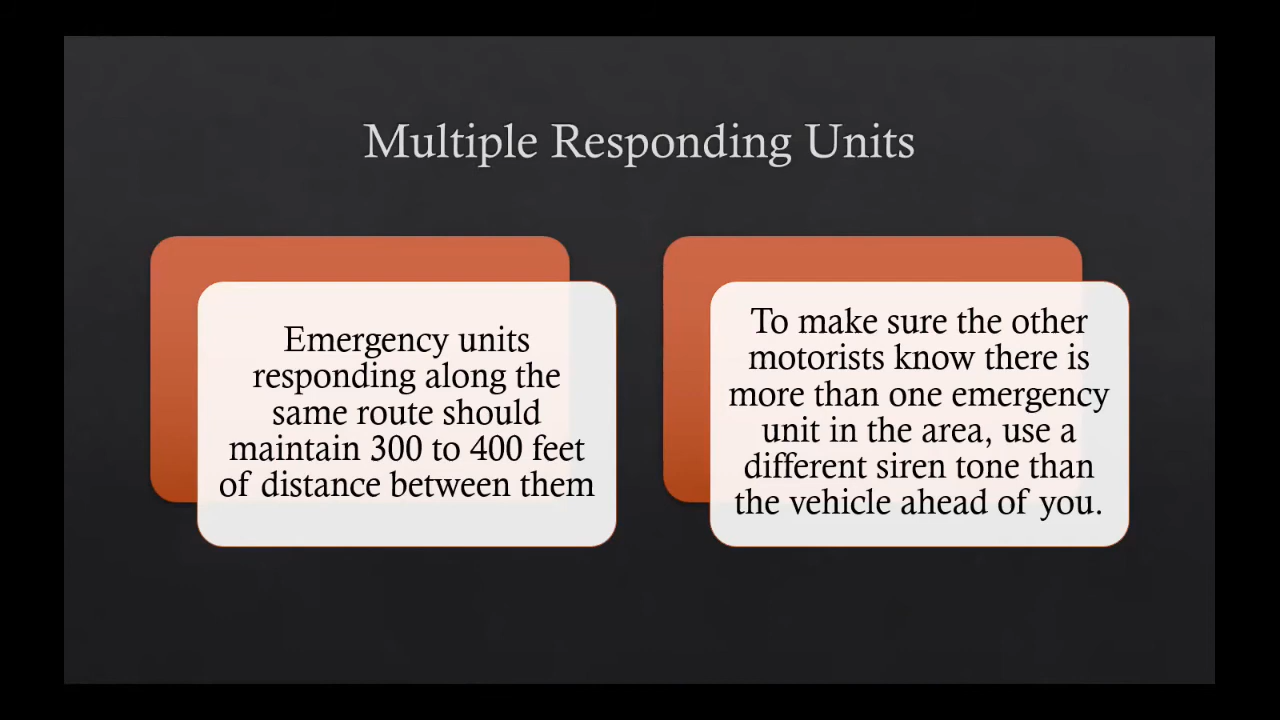 Multiple Responding Units
Emergency units
responding along the
same route should
maintain 300 to 400 feet
of distance between them
To make sure the other
motorists know there is
more than one emergency
unit in the area, use a
different siren tone than
the vehicle ahead of you.